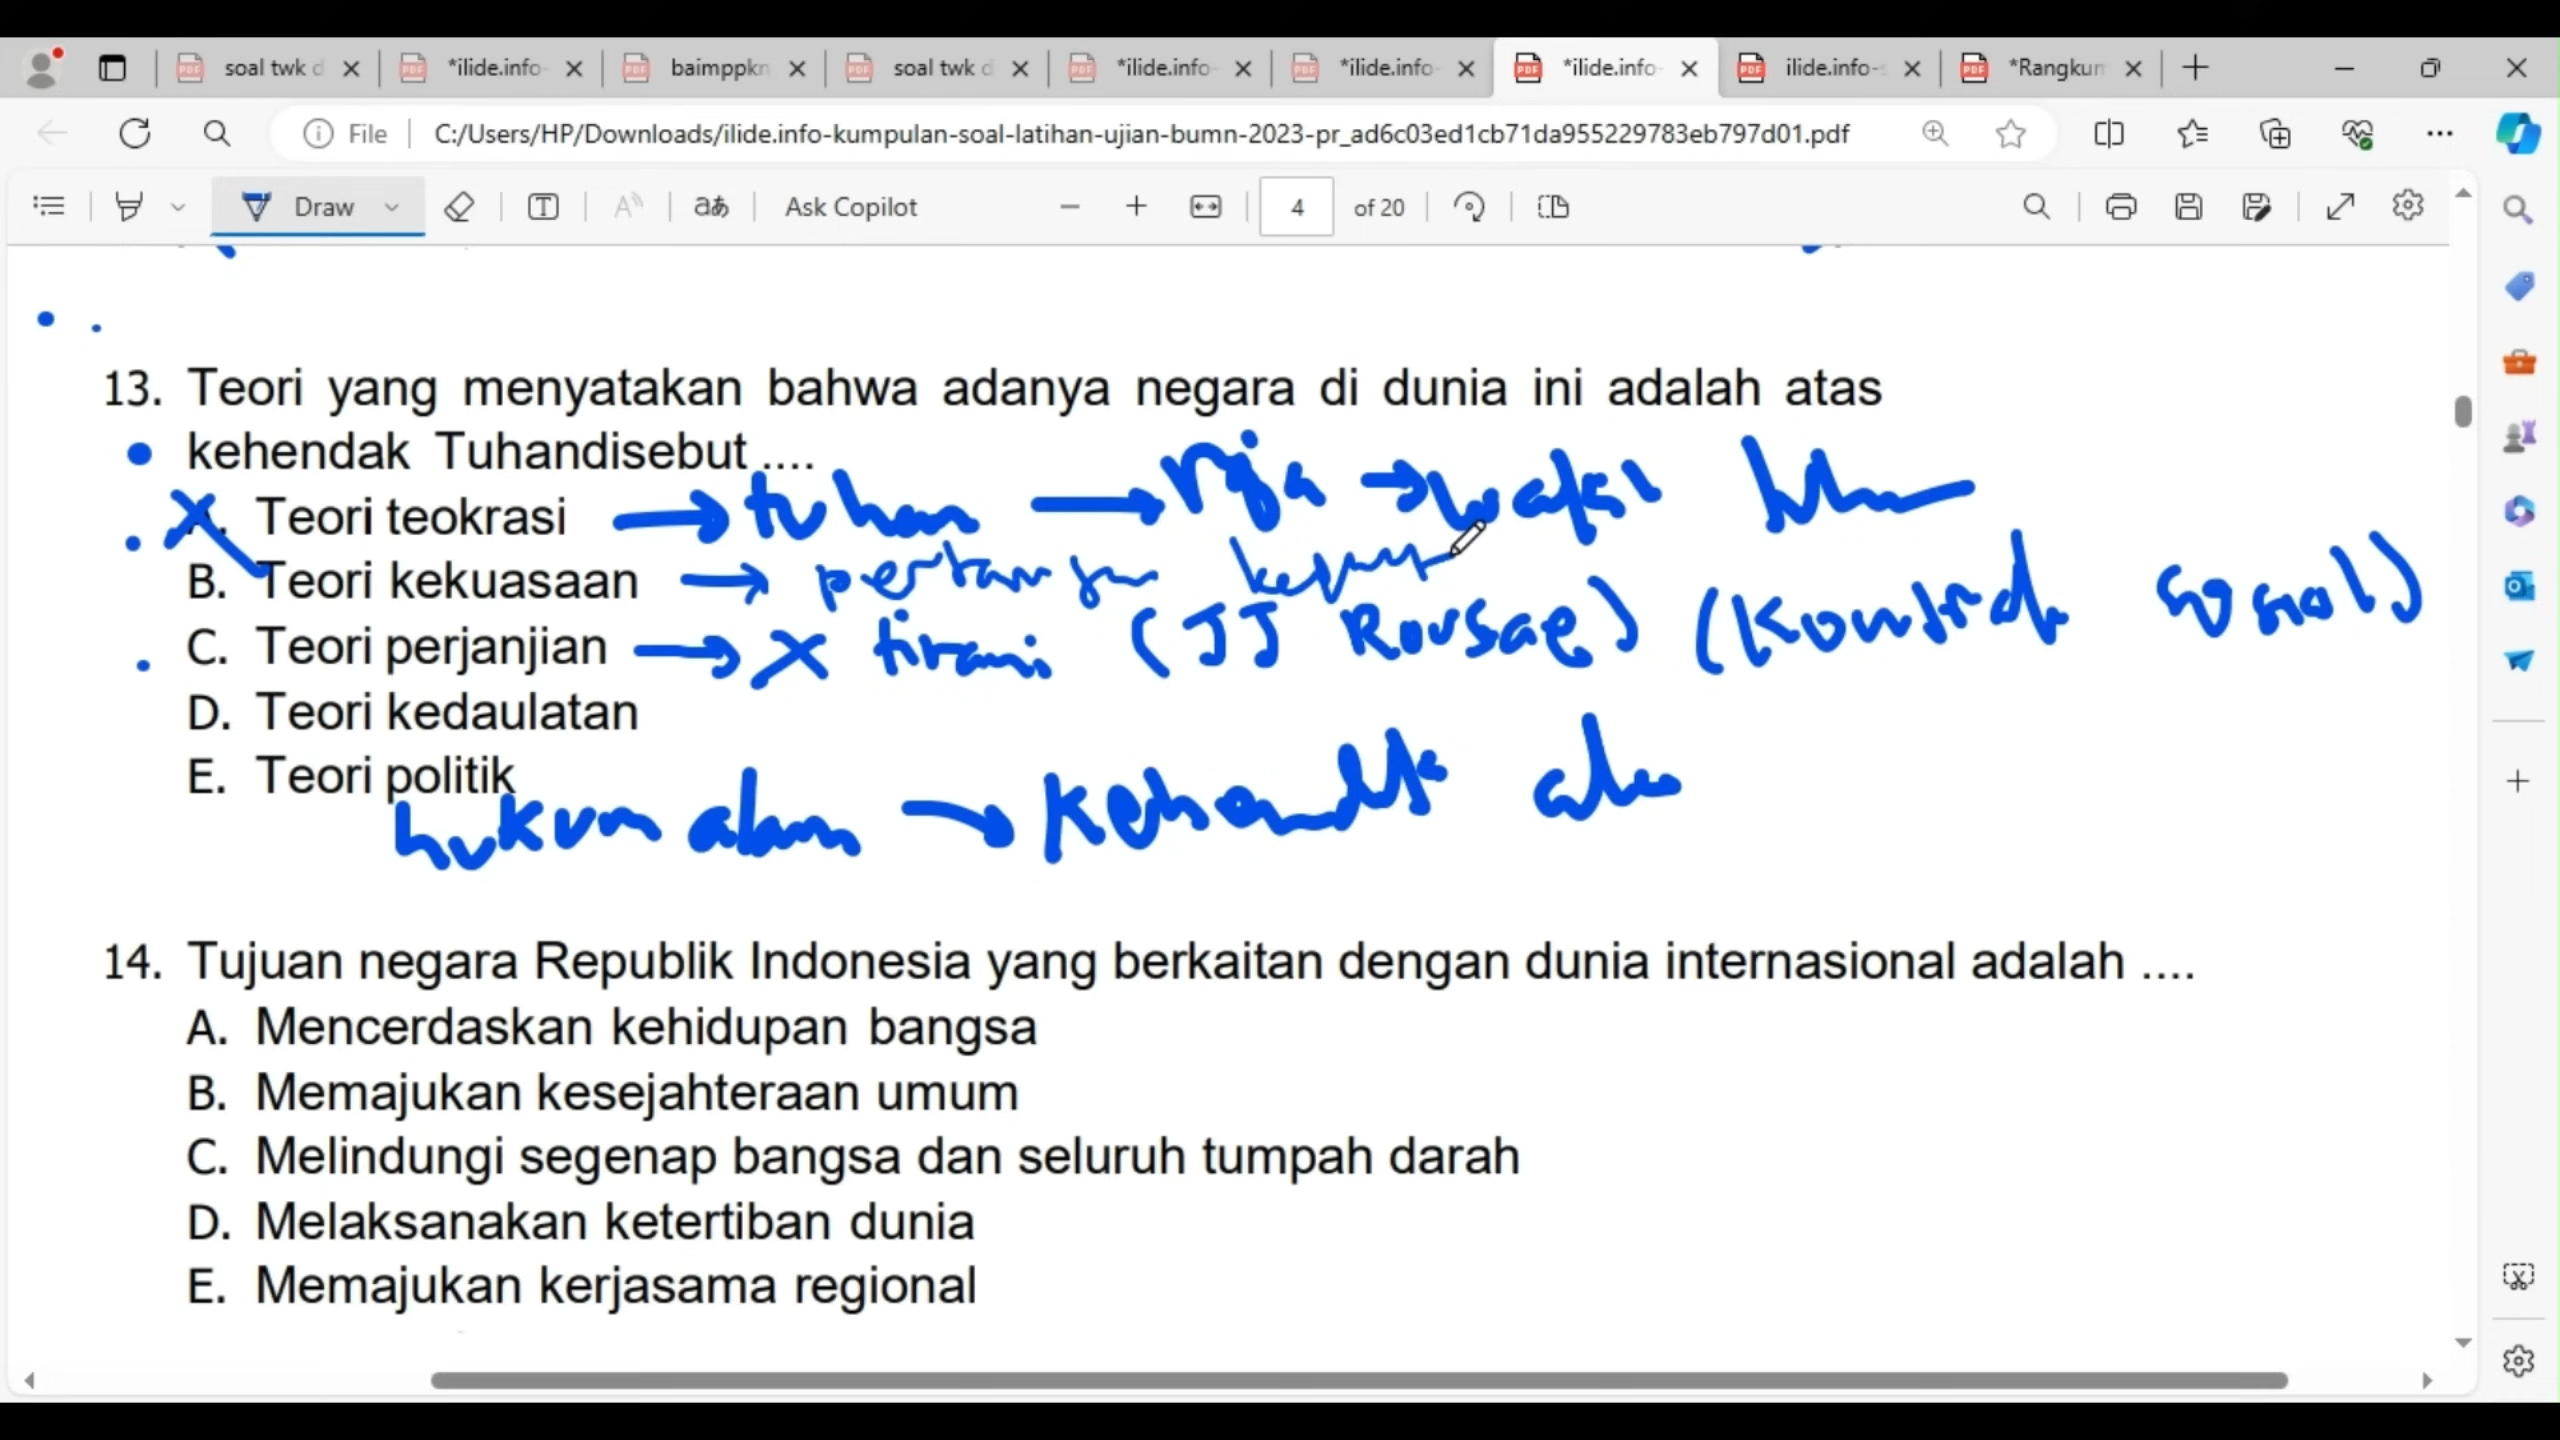 soal twk d *ilide.info- baimppkn soal twk d *ilide.info- *ilide.info- *ilide.info- ilide.info-s *Rangkum
File C:/Users/HP/Downloads/ilide.info-kumpulan-soal-latihan-ujian-bumn-2023-pr_ad6c03ed1cb71da955229783eb797d01.pdf
Draw Ask Copilot 4 of 20
13. Teori yang menyatakan bahwa adanya negara di dunia ini adalah atas
kehendak Tuhandisebut ....
A. Teori teokrasi → tuhan → raja → wakil
B. Teori kekuasaan →
C. Teori perjanjian → X tirani (JJ Rousae) (Kontrak sosial)
D. Teori kedaulatan
E. Teori politik
hukum alam → Kehendak
14. Tujuan negara Republik Indonesia yang berkaitan dengan dunia internasional adalah ....
A. Mencerdaskan kehidupan bangsa
B. Memajukan kesejahteraan umum
C. Melindungi segenap bangsa dan seluruh tumpah darah
D. Melaksanakan ketertiban dunia
E. Memajukan kerjasama regional